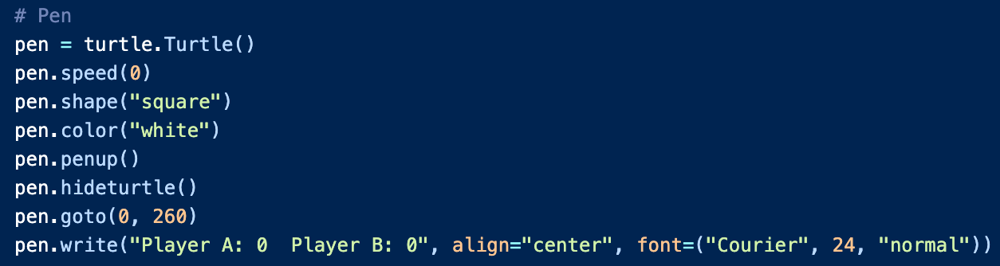 # Pen
pen = turtle.Turtle()
pen.speed(0)
pen.shape("square")
pen.color("white")
pen.penup()
pen.hideturtle()
pen.goto(0, 260)
pen.write("Player A: 0  Player B: 0", align="center", font=("Courier", 24, "normal"))